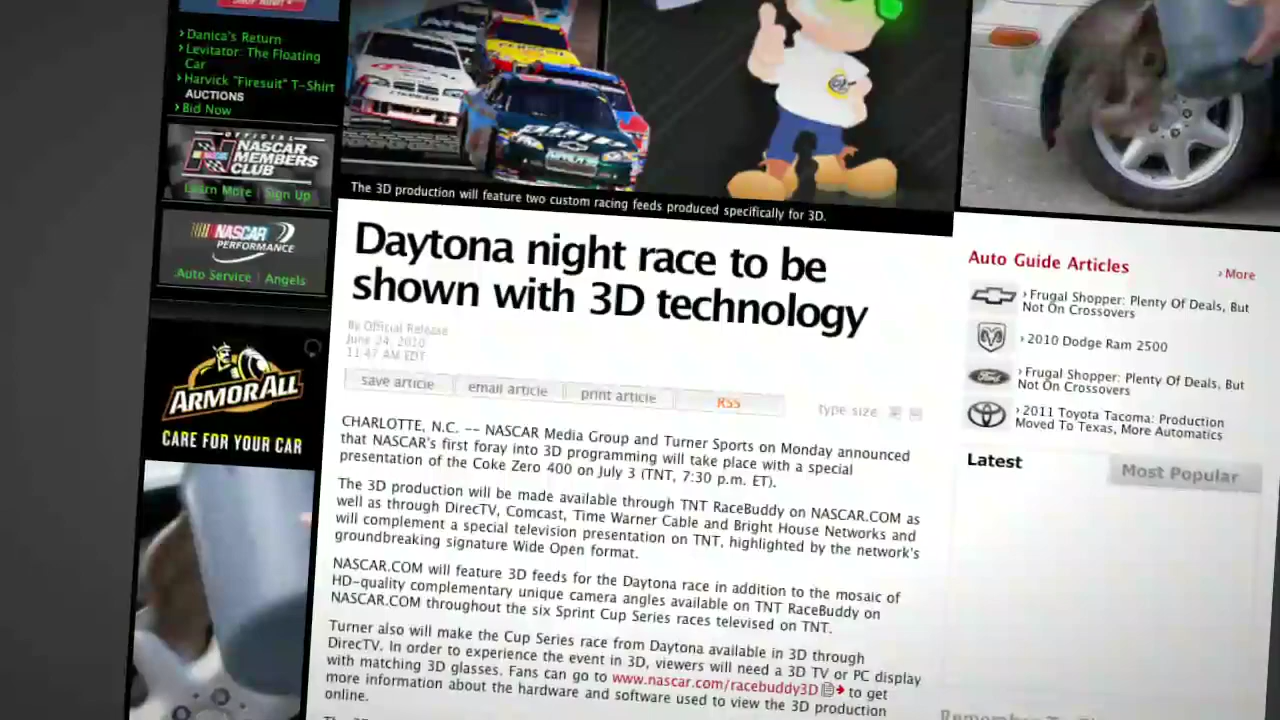 SHOP NOW!
› Danica's Return
› Levitator: The Floating
Car
› Harvick "Firesuit" T-Shirt
AUCTIONS
› Bid Now
OFFICIAL
NASCAR
MEMBERS
CLUB
Learn More | Sign Up
NASCAR
PERFORMANCE
Auto Service | Angels
ARMOR ALL
CARE FOR YOUR CAR
The 3D production will feature two custom racing feeds produced specifically for 3D.
Daytona night race to be
shown with 3D technology
By Official Release
June 24, 2010
11:47 AM EDT
save article
email article
print article
RSS
type size
CHARLOTTE, N.C. -- NASCAR Media Group and Turner Sports on Monday announced
that NASCAR's first foray into 3D programming will take place with a special
presentation of the Coke Zero 400 on July 3 (TNT, 7:30 p.m. ET).
The 3D production will be made available through TNT RaceBuddy on NASCAR.COM as
well as through DirecTV, Comcast, Time Warner Cable and Bright House Networks and
will complement a special television presentation on TNT, highlighted by the network's
groundbreaking signature Wide Open format.
NASCAR.COM will feature 3D feeds for the Daytona race in addition to the mosaic of
HD-quality complementary unique camera angles available on TNT RaceBuddy on
NASCAR.COM throughout the six Sprint Cup Series races televised on TNT.
Turner also will make the Cup Series race from Daytona available in 3D through
DirecTV. In order to experience the event in 3D, viewers will need a 3D TV or PC display
with matching 3D glasses. Fans can go to www.nascar.com/racebuddy3D to get
more information about the hardware and software used to view the 3D production
online.
Auto Guide Articles
› More
› Frugal Shopper: Plenty Of Deals, But
Not On Crossovers
› 2010 Dodge Ram 2500
Ford
› Frugal Shopper: Plenty Of Deals, But
Not On Crossovers
› 2011 Toyota Tacoma: Production
Moved To Texas, More Automatics
Latest
Most Popular